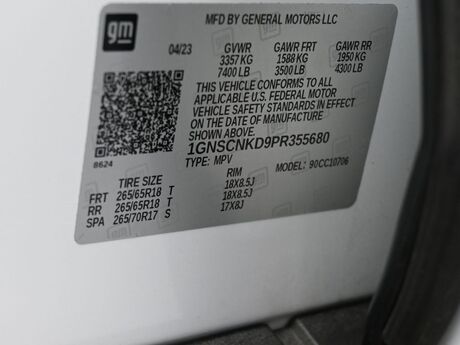 gm
MFD BY GENERAL MOTORS LLC
04/23 GVWR GAWR FRT GAWR RR
3357 KG 1588 KG 1950 KG
7400 LB 3500 LB 4300 LB
THIS VEHICLE CONFORMS TO ALL
APPLICABLE U.S. FEDERAL MOTOR
VEHICLE SAFETY STANDARDS IN EFFECT
ON THE DATE OF MANUFACTURE
SHOWN ABOVE.
1GNSCNKD9PR355680
8624 TYPE: MPV MODEL: 90CC10706
TIRE SIZE RIM
FRT 265/65R18 T 18X8.5J
RR 265/65R18 T 18X8.5J
SPA 265/70R17 S 17X8J